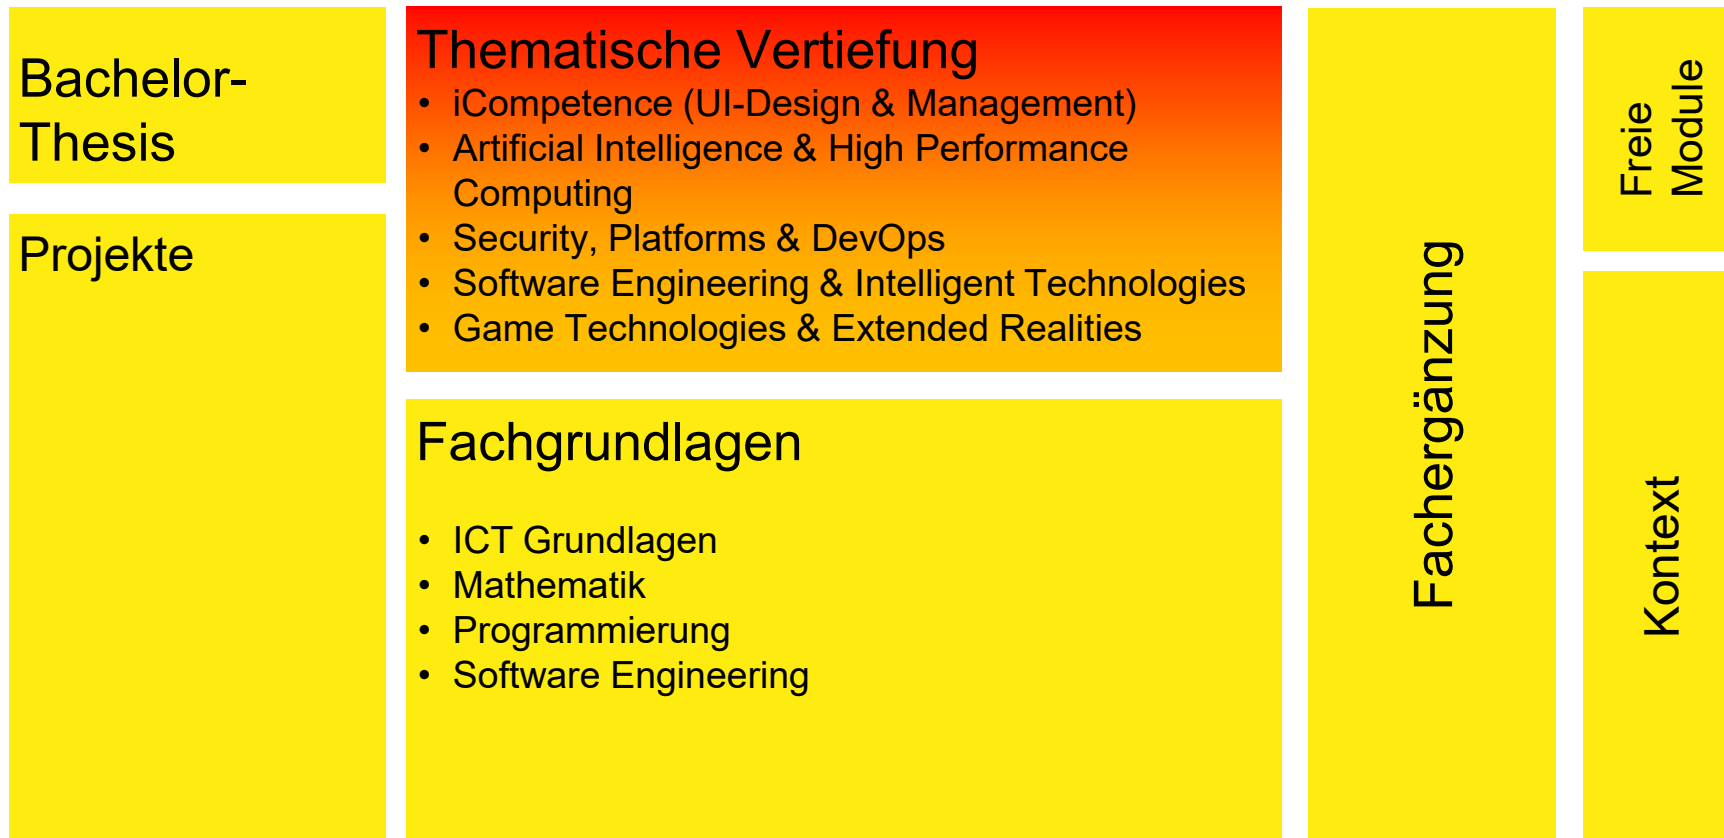 Bachelor-
Thesis
Projekte
Thematische Vertiefung
• iCompetence (UI-Design & Management)
• Artificial Intelligence & High Performance
Computing
• Security, Platforms & DevOps
• Software Engineering & Intelligent Technologies
• Game Technologies & Extended Realities
Fachgrundlagen
• ICT Grundlagen
• Mathematik
• Programmierung
• Software Engineering
Fachergänzung
Freie
Module
Kontext